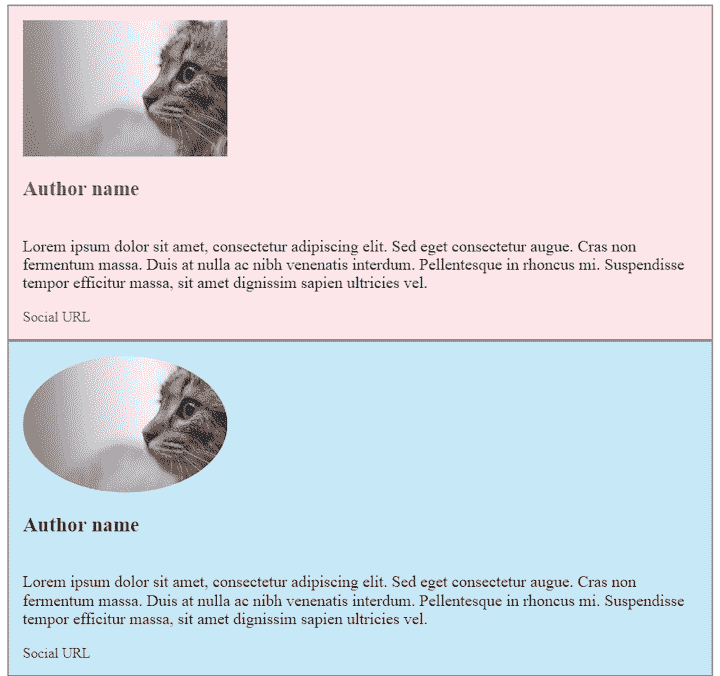 Author name
Lorem ipsum dolor sit amet, consectetur adipiscing elit. Sed eget consectetur augue. Cras non
fermentum massa. Duis at nulla ac nibh venenatis interdum. Pellentesque in rhoncus mi. Suspendisse
tempor efficitur massa, sit amet dignissim sapien ultricies vel.
Social URL
Author name
Lorem ipsum dolor sit amet, consectetur adipiscing elit. Sed eget consectetur augue. Cras non
fermentum massa. Duis at nulla ac nibh venenatis interdum. Pellentesque in rhoncus mi. Suspendisse
tempor efficitur massa, sit amet dignissim sapien ultricies vel.
Social URL